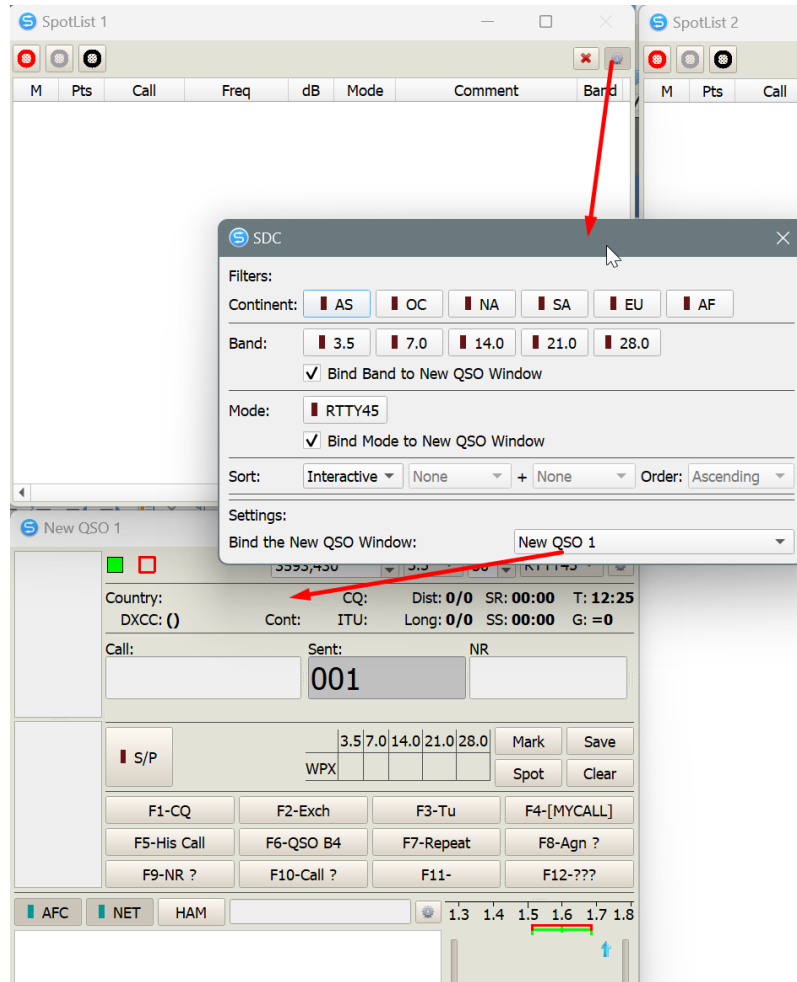 SpotList 1
SpotList 2
M Pts Call Freq dB Mode Comment Band
M Pts Call
SDC
Filters:
Continent: AS OC NA SA EU AF
Band: 3.5 7.0 14.0 21.0 28.0
Bind Band to New QSO Window
Mode: RTTY45
Bind Mode to New QSO Window
Sort: Interactive None + None Order: Ascending
Settings:
Bind the New QSO Window: New QSO 1
New QSO 1
Country: CQ: Dist: 0/0 SR: 00:00 T: 12:25
DXCC: () Cont: ITU: Long: 0/0 SS: 00:00 G: =0
Call: Sent: NR
001
S/P
3.5 7.0 14.0 21.0 28.0
WPX
Mark Save
Spot Clear
F1-CQ F2-Exch F3-Tu F4-[MYCALL]
F5-His Call F6-QSO B4 F7-Repeat F8-Agn ?
F9-NR ? F10-Call ? F11- F12-???
AFC NET HAM
1.3 1.4 1.5 1.6 1.7 1.8